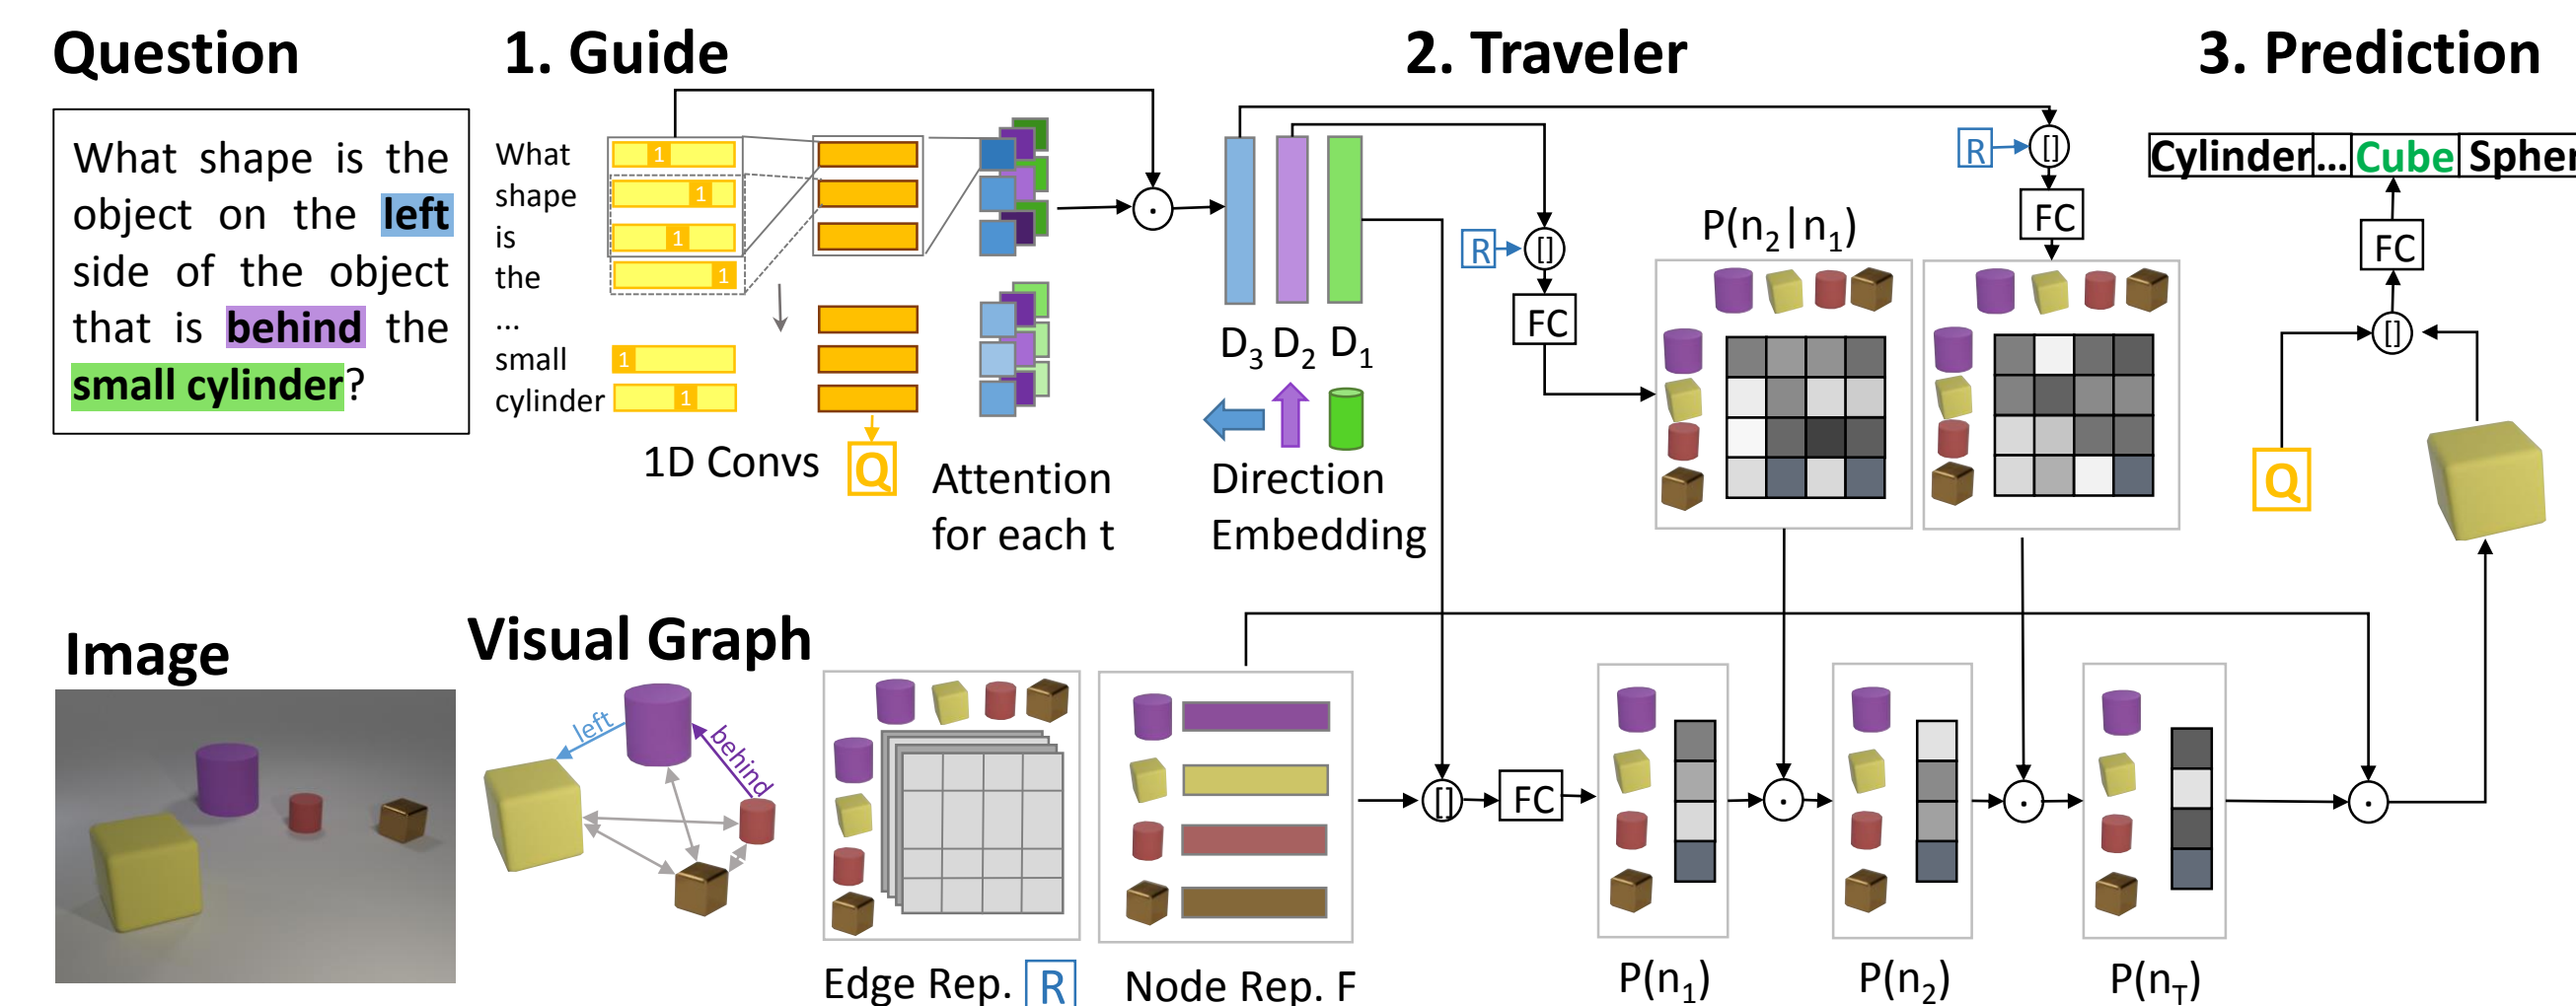 Question
What shape is the
object on the left
side of the object
that is behind the
small cylinder?
1. Guide
What
shape
is
the
...
small
cylinder
1
1
1
1
1
1
1D Convs
Q
Attention
for each t
D3 D2 D1
Direction
Embedding
2. Traveler
R
[]
FC
R
[]
FC
P(n2|n1)
3. Prediction
Cylinder ... Cube Spher
FC
[]
Q
Image
Visual Graph
left
behind
Edge Rep. R
Node Rep. F
[]
FC
P(n1)
P(n2)
P(nT)